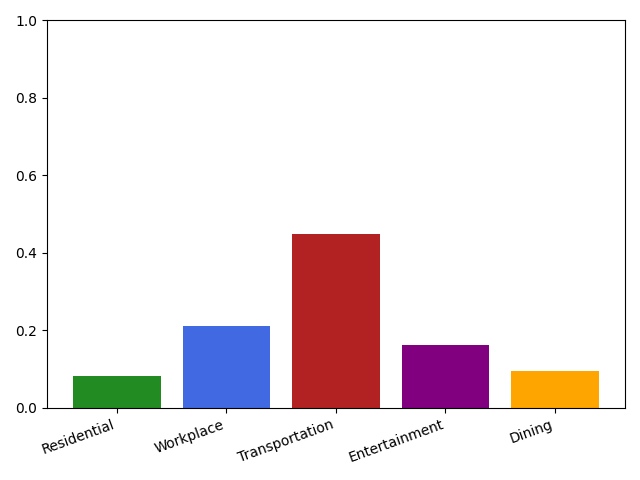 1.0
0.8
0.6
0.4
0.2
0.0
Residential
Workplace
Transportation
Entertainment
Dining